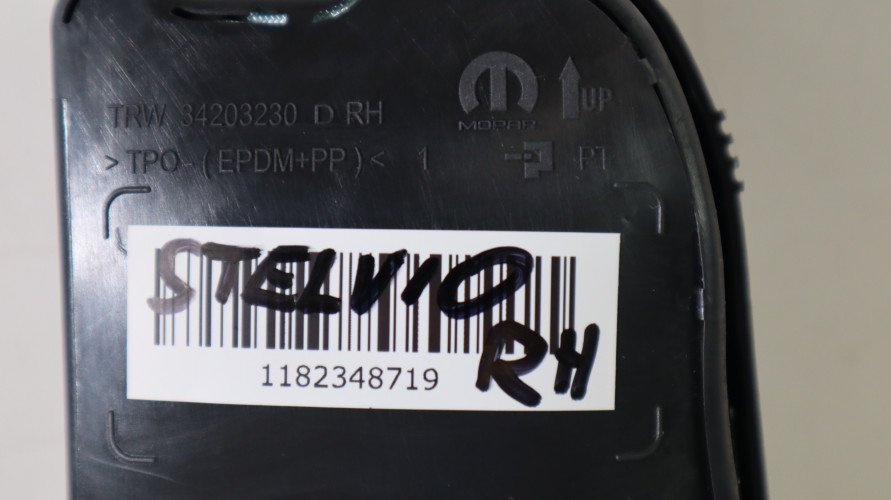 TRW 34203230 D RH
MOPAR
UP
>TPO-(EPDM+PP)< 1
PT
STELVIO
RH
1182348719